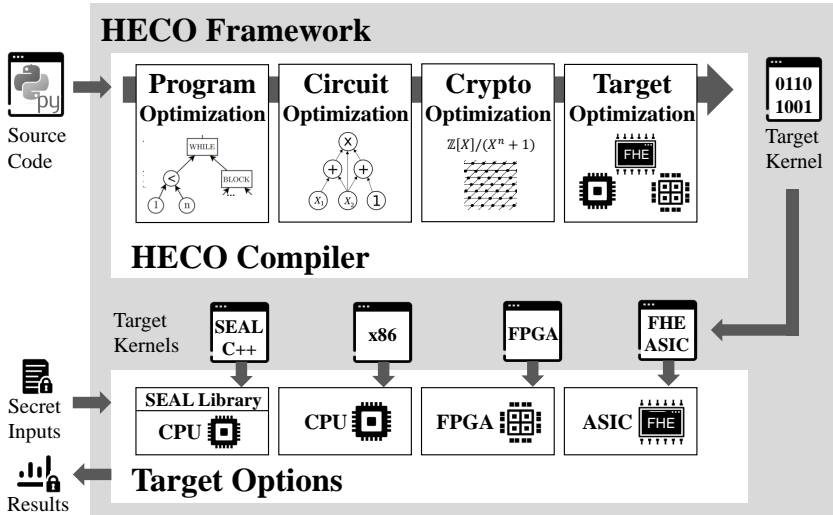 HECO Framework
py
Source
Code
Program
Optimization
WHILE
<
BLOCK
...
1
n
Circuit
Optimization
x
+
+
X₁
X₂
1
Crypto
Optimization
ℤ[X]/(Xⁿ + 1)
Target
Optimization
FHE
0110
1001
Target
Kernel
HECO Compiler
Target
Kernels
SEAL
C++
x86
FPGA
FHE
ASIC
Secret
Inputs
SEAL Library
CPU
CPU
FPGA
ASIC
FHE
Results
Target Options